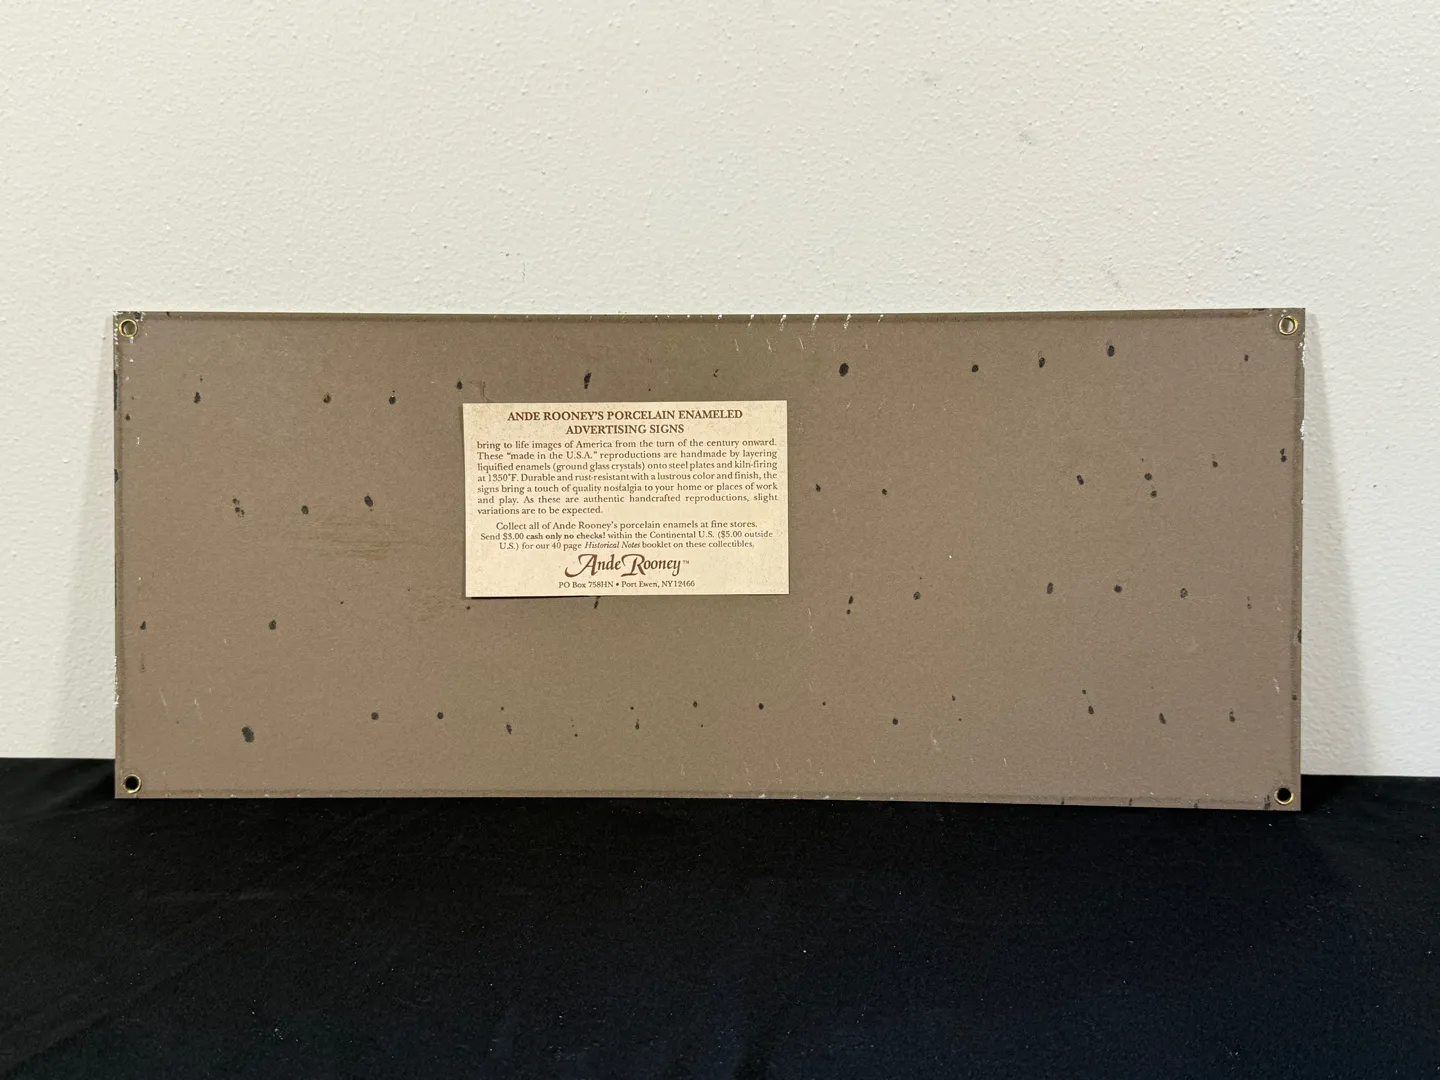 ANDE ROONEY'S PORCELAIN ENAMELED
ADVERTISING SIGNS
bring to life images of America from the turn of the century onward.
These "made in the U.S.A." reproductions are handmade by layering
liquified enamels (ground glass crystals) onto steel plates and kiln-firing
at 1350°F. Durable and rust-resistant with a lustrous color and finish, the
signs bring a touch of quality nostalgia to your home or places of work
and play. As these are authentic handcrafted reproductions, slight
variations are to be expected.
Collect all of Ande Rooney's porcelain enamels at fine stores.
Send $3.00 cash only no checks! within the Continental U.S. ($5.00 outside
U.S.) for our 40 page Historical Notes booklet on these collectibles.
Ande Rooney™
PO Box 758HN • Port Ewen, NY 12466